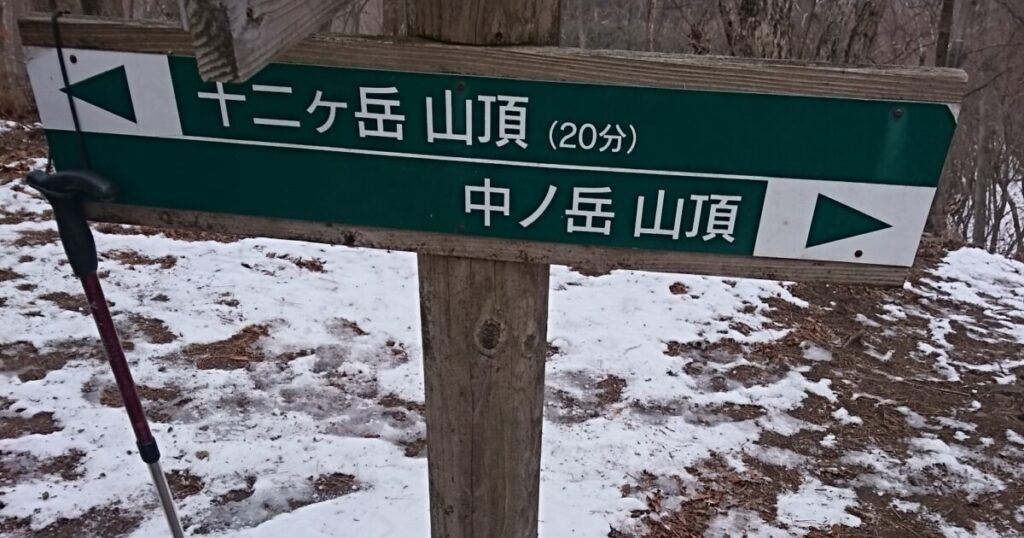 十二ヶ岳 山頂 (20分)
中ノ岳 山頂